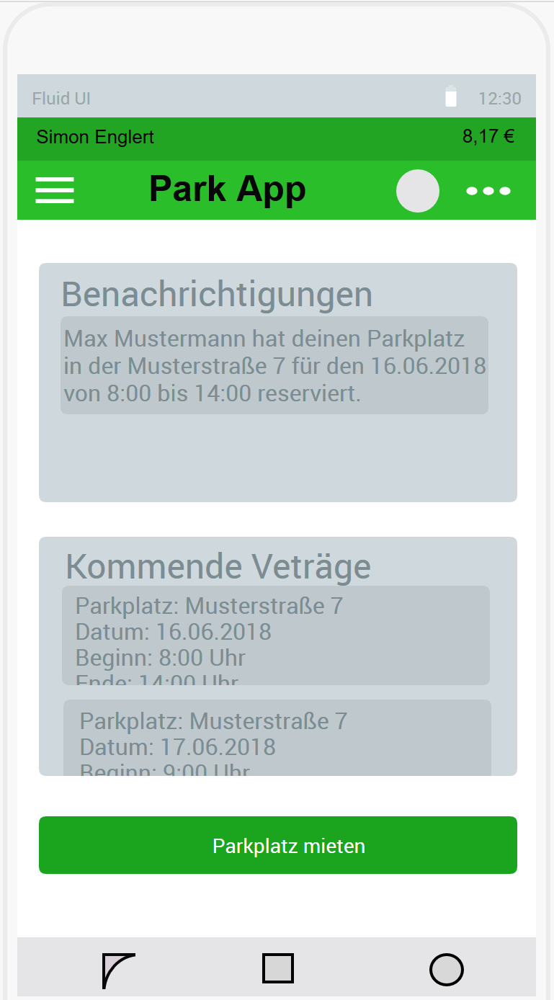 Fluid UI 12:30
Simon Englert 8,17 €
Park App
Benachrichtigungen
Max Mustermann hat deinen Parkplatz
in der Musterstraße 7 für den 16.06.2018
von 8:00 bis 14:00 reserviert.
Kommende Veträge
Parkplatz: Musterstraße 7
Datum: 16.06.2018
Beginn: 8:00 Uhr
Ende: 14:00 Uhr
Parkplatz: Musterstraße 7
Datum: 17.06.2018
Beginn: 9:00 Uhr
Parkplatz mieten